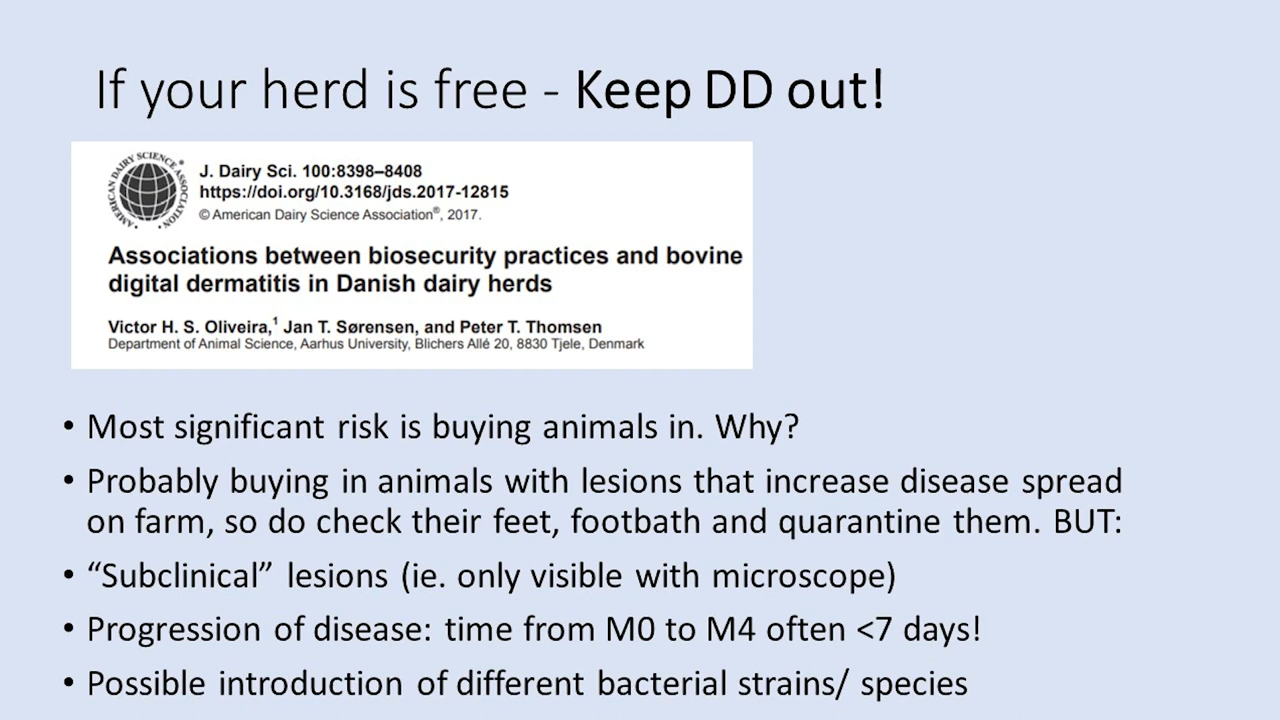 If your herd is free - Keep DD out!
AMERICAN DAIRY SCIENCE ASSOCIATION®
J. Dairy Sci. 100:8398–8408
https://doi.org/10.3168/jds.2017-12815
© American Dairy Science Association®, 2017.
Associations between biosecurity practices and bovine
digital dermatitis in Danish dairy herds
Victor H. S. Oliveira,1 Jan T. Sørensen, and Peter T. Thomsen
Department of Animal Science, Aarhus University, Blichers Allé 20, 8830 Tjele, Denmark
• Most significant risk is buying animals in. Why?
• Probably buying in animals with lesions that increase disease spread
on farm, so do check their feet, footbath and quarantine them. BUT:
• “Subclinical” lesions (ie. only visible with microscope)
• Progression of disease: time from M0 to M4 often <7 days!
• Possible introduction of different bacterial strains/ species